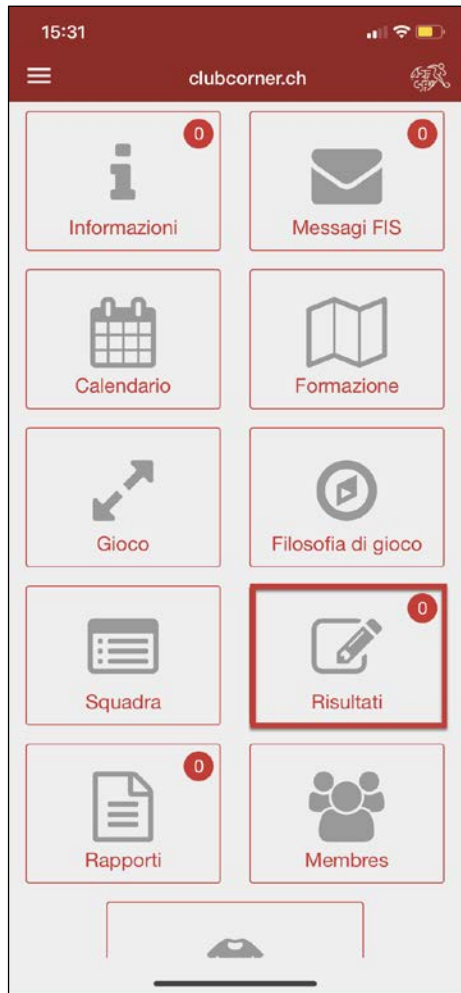 15:31
clubcorner.ch
0
0
Informazioni
Messagi FIS
Calendario
Formazione
Gioco
Filosofia di gioco
0
Squadra
Risultati
0
Rapporti
Membres